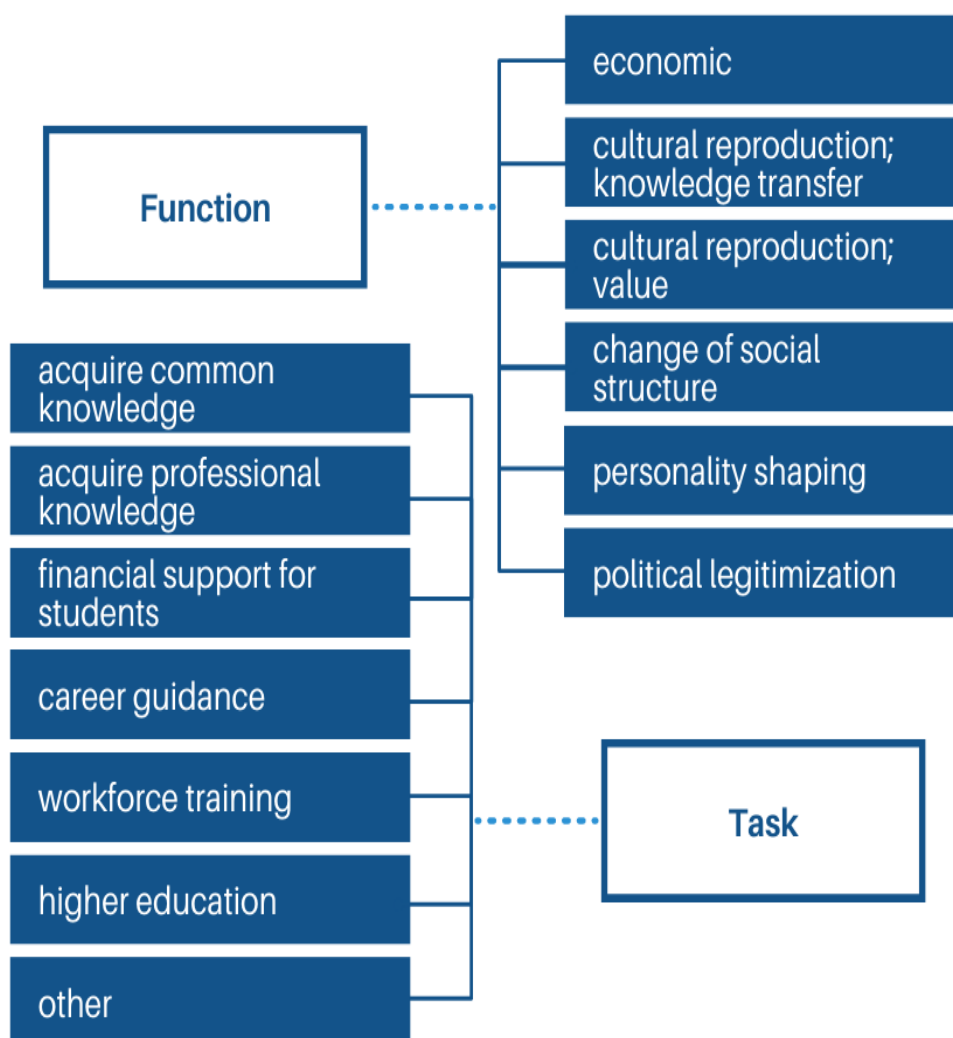 Function
economic
cultural reproduction;
knowledge transfer
cultural reproduction;
value
change of social
structure
personality shaping
political legitimization
acquire common
knowledge
acquire professional
knowledge
financial support for
students
career guidance
workforce training
higher education
other
Task